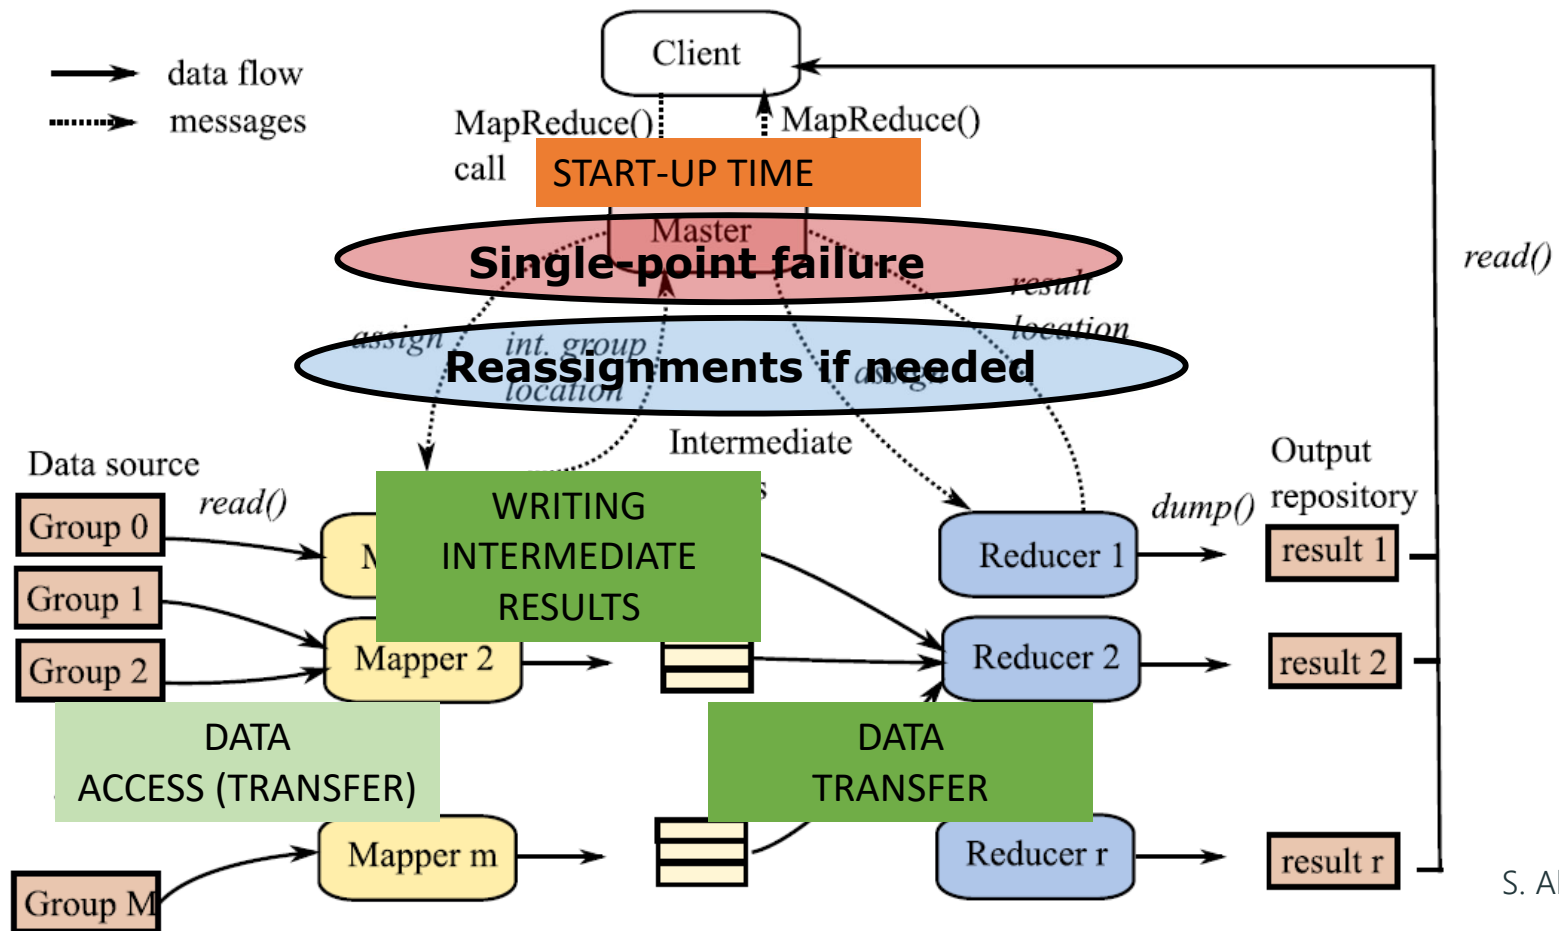 Client
data flow
messages
MapReduce()
call
MapReduce()
START-UP TIME
Master
Single-point failure
read()
result
location
assign
int. group
location
assign
Reassignments if needed
Intermediate
s
Data source
read()
Output
repository
dump()
Group 0
Group 1
Group 2
M
WRITING
INTERMEDIATE
RESULTS
Mapper 2
Reducer 1
Reducer 2
result 1
result 2
DATA
ACCESS (TRANSFER)
DATA
TRANSFER
Group M
Mapper m
Reducer r
result r
S. Al